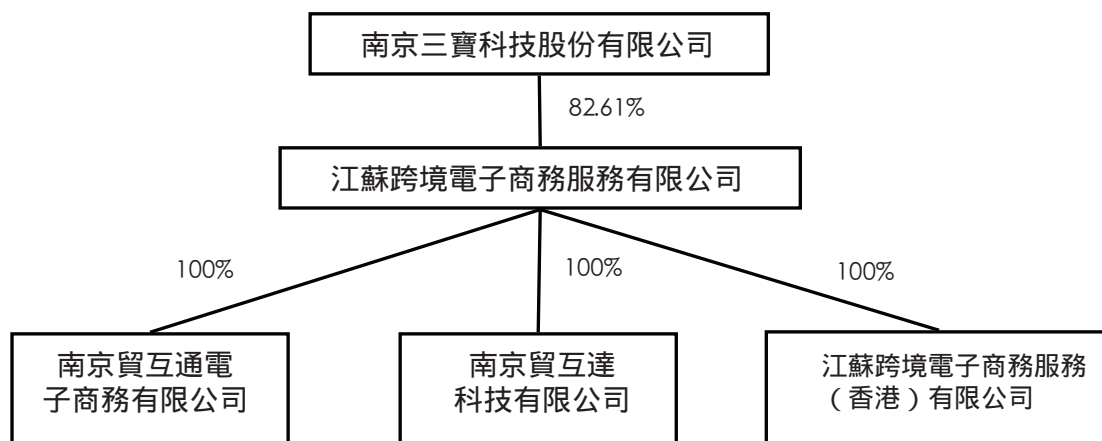 南京三寶科技股份有限公司
82.61%
江蘇跨境電子商務服務有限公司
100%
100%
100%
南京貿互通電
子商務有限公司
南京貿互達
科技有限公司
江蘇跨境電子商務服務
（香港）有限公司